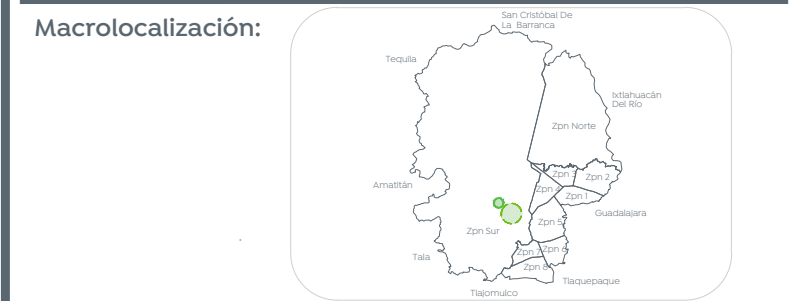 Macrolocalización:
San Cristóbal De
La Barranca
Tequila
Ixtlahuacán
Del Río
Zpn Norte
Zpn 3
Zpn 2
Amatitán
Zpn 4
Zpn 1
Guadalajara
Zpn 5
Zpn Sur
Zpn 7
Zpn 6
Tala
Zpn 8
Tlaquepaque
Tlajomulco